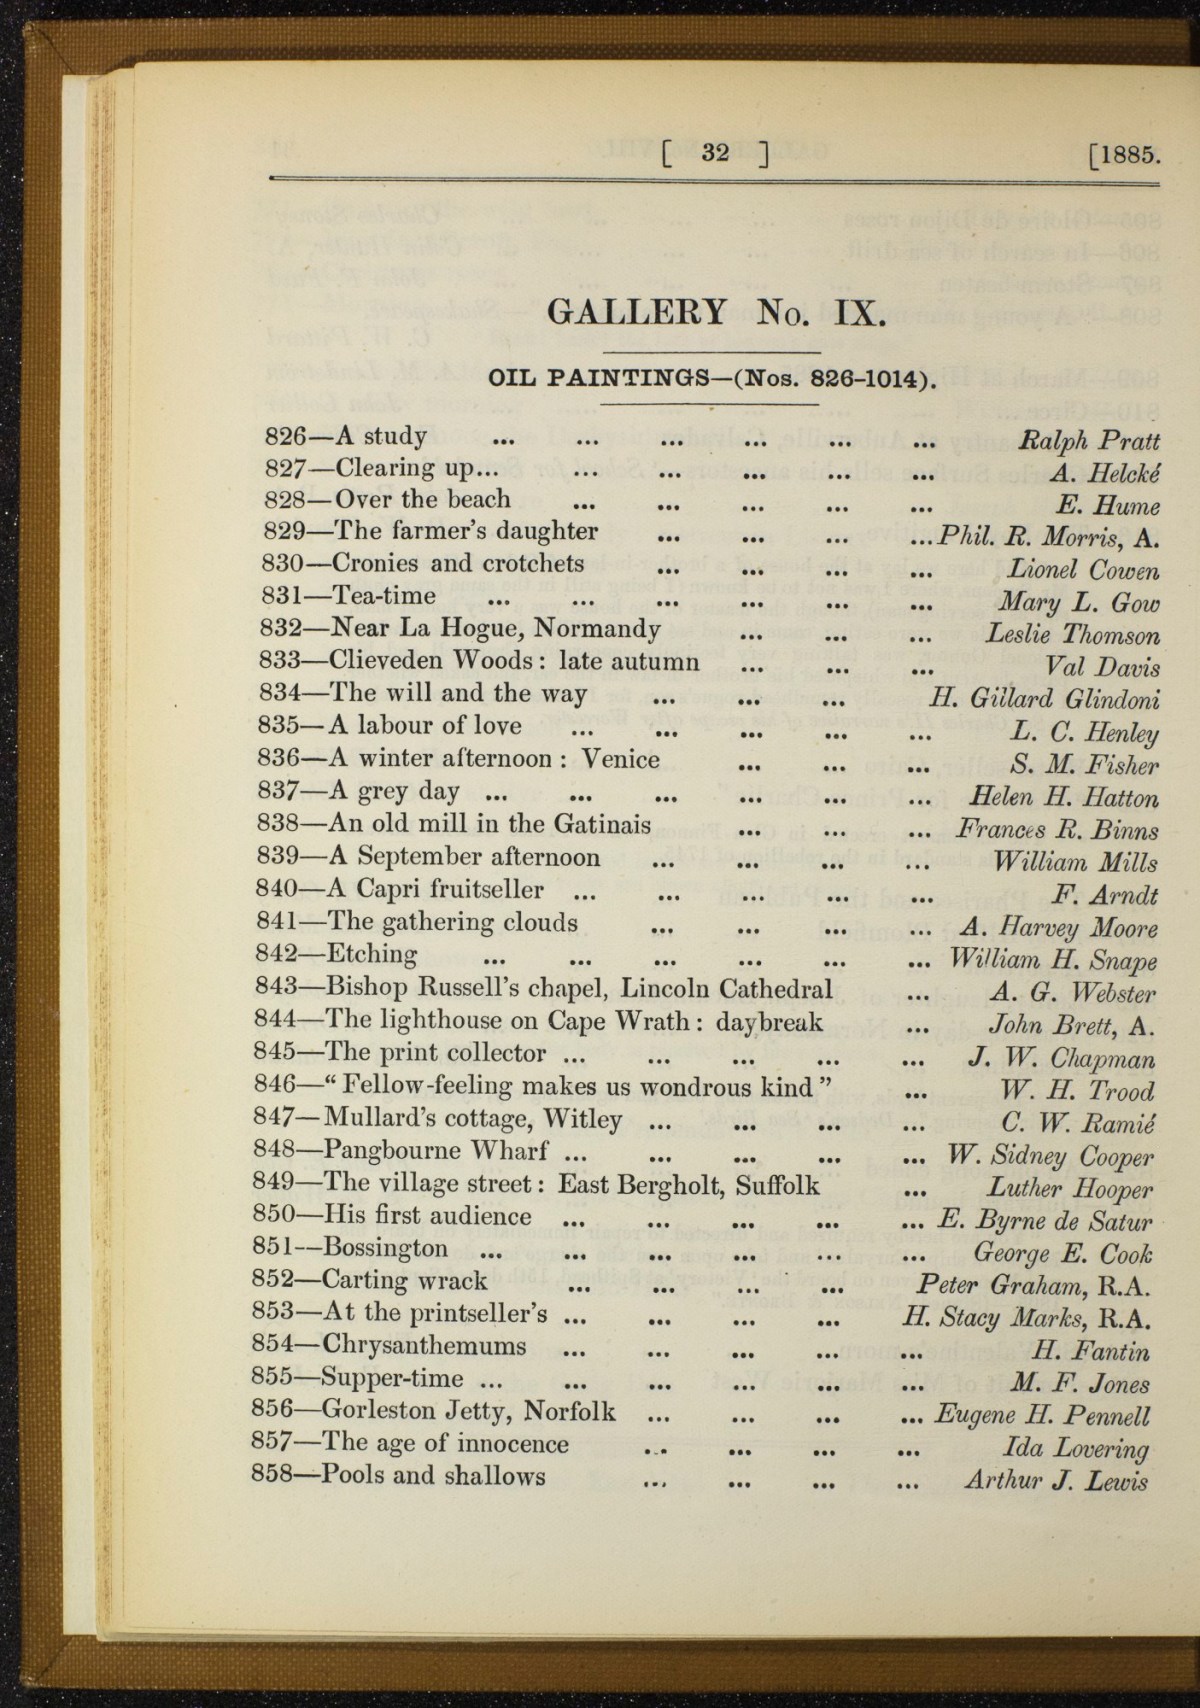 [ 32 ] [1885.
GALLERY No. IX.
OIL PAINTINGS—(Nos. 826-1014).
826—A study ... ... ... ... ... ... Ralph Pratt
827—Clearing up... ... ... ... ... ... A. Helcké
828—Over the beach ... ... ... ... ... E. Hume
829—The farmer's daughter ... ... ... ...Phil. R. Morris, A.
830—Cronies and crotchets ... ... ... ... Lionel Cowen
831—Tea-time ... ... ... ... ... ... Mary L. Gow
832—Near La Hogue, Normandy ... ... ... Leslie Thomson
833—Clieveden Woods: late autumn ... ... ... Val Davis
834—The will and the way ... ... ... H. Gillard Glindoni
835—A labour of love ... ... ... ... ... L. C. Henley
836—A winter afternoon : Venice ... ... ... S. M. Fisher
837—A grey day ... ... ... ... ... ... Helen H. Hatton
838—An old mill in the Gatinais ... ... ... Frances R. Binns
839—A September afternoon ... ... ... ... William Mills
840—A Capri fruitseller ... ... ... ... ... F. Arndt
841—The gathering clouds ... ... ... ... A. Harvey Moore
842—Etching ... ... ... ... ... ... William H. Snape
843—Bishop Russell's chapel, Lincoln Cathedral ... A. G. Webster
844—The lighthouse on Cape Wrath: daybreak ... John Brett, A.
845—The print collector ... ... ... ... ... J. W. Chapman
846—“ Fellow-feeling makes us wondrous kind ” ... W. H. Trood
847—Mullard's cottage, Witley ... ... ... ... C. W. Ramié
848—Pangbourne Wharf ... ... ... ... ... W. Sidney Cooper
849—The village street: East Bergholt, Suffolk ... Luther Hooper
850—His first audience ... ... ... ... ... E. Byrne de Satur
851—Bossington ... ... ... ... ... ... George E. Cook
852—Carting wrack ... ... ... ... Peter Graham, R.A.
853—At the printseller's ... ... ... ... H. Stacy Marks, R.A.
854—Chrysanthemums ... ... ... ... ... H. Fantin
855—Supper-time ... ... ... ... ... ... M. F. Jones
856—Gorleston Jetty, Norfolk ... ... ... ... Eugene H. Pennell
857—The age of innocence ... ... ... ... Ida Lovering
858—Pools and shallows ... ... ... ... Arthur J. Lewis